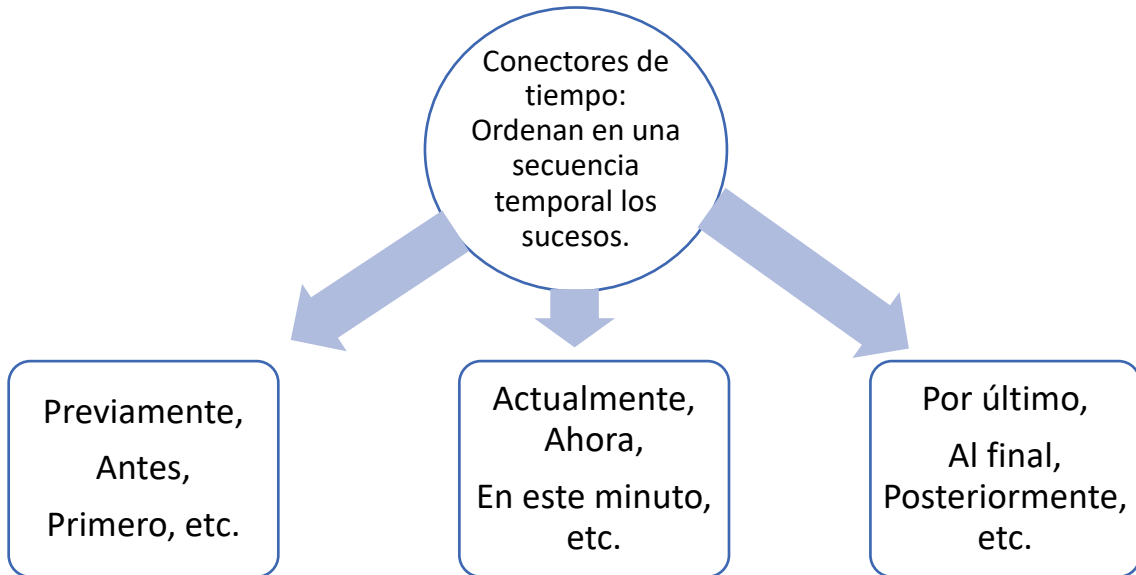 Conectores de
tiempo:
Ordenan en una
secuencia
temporal los
sucesos.
Previamente,
Antes,
Primero, etc.
Actualmente,
Ahora,
En este minuto,
etc.
Por último,
Al final,
Posteriormente,
etc.